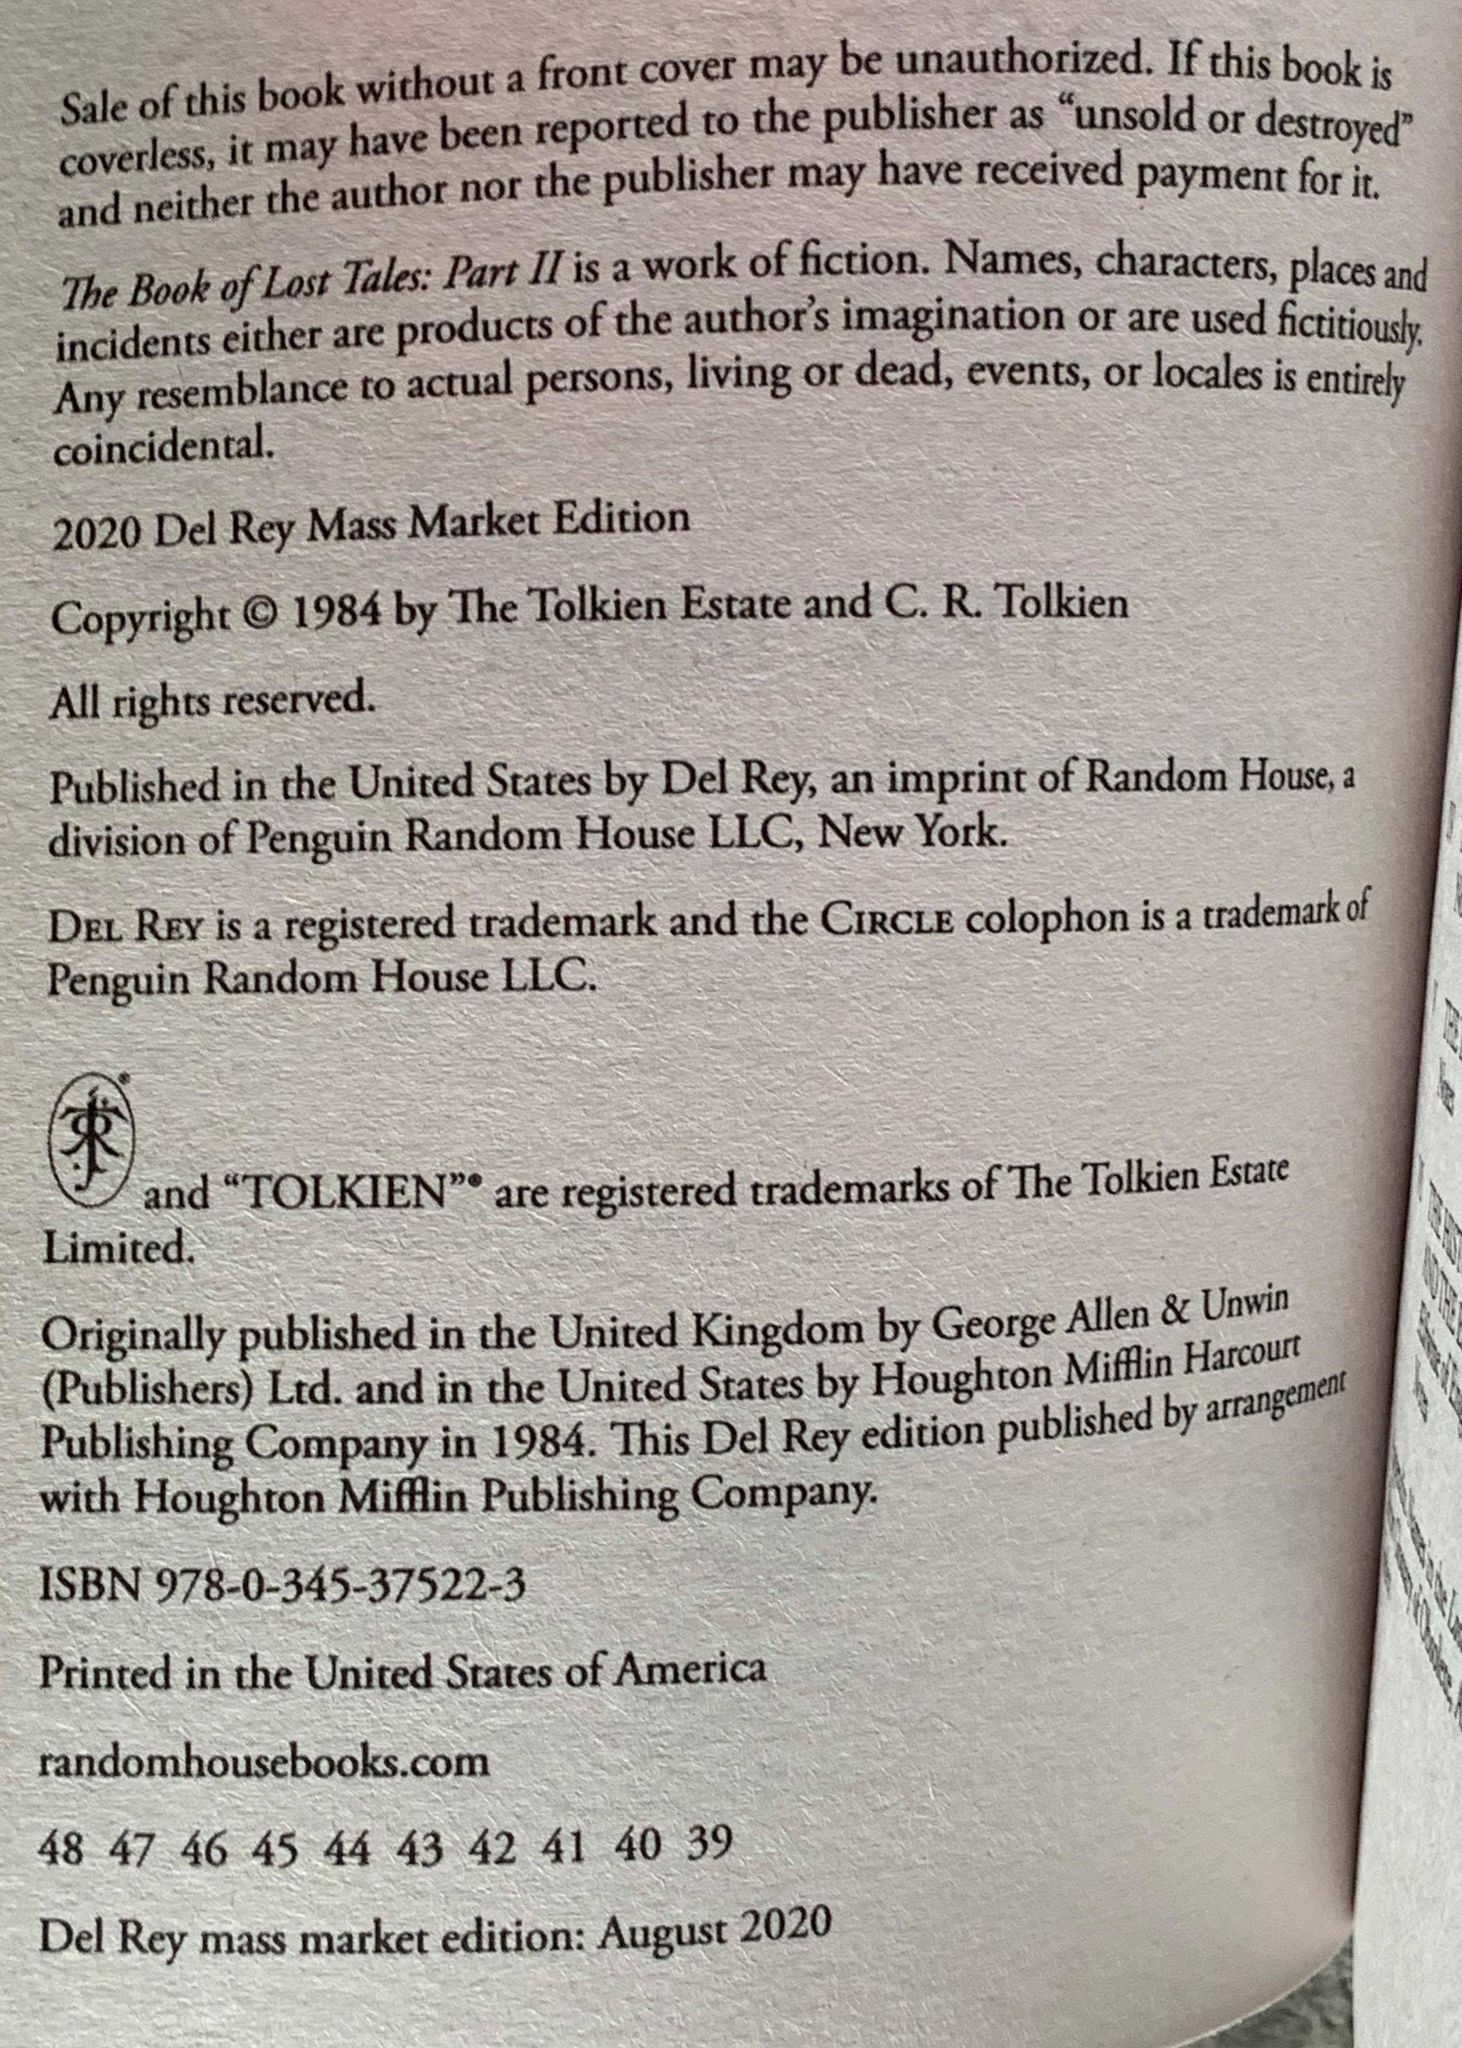 Sale of this book without a front cover may be unauthorized. If this book is
coverless, it may have been reported to the publisher as “unsold or destroyed”
and neither the author nor the publisher may have received payment for it.
The Book of Lost Tales: Part II is a work of fiction. Names, characters, places and
incidents either are products of the author’s imagination or are used fictitiously.
Any resemblance to actual persons, living or dead, events, or locales is entirely
coincidental.
2020 Del Rey Mass Market Edition
Copyright © 1984 by The Tolkien Estate and C. R. Tolkien
All rights reserved.
Published in the United States by Del Rey, an imprint of Random House, a
division of Penguin Random House LLC, New York.
DEL REY is a registered trademark and the CIRCLE colophon is a trademark of
Penguin Random House LLC.
and “TOLKIEN”® are registered trademarks of The Tolkien Estate
Limited.
Originally published in the United Kingdom by George Allen & Unwin
(Publishers) Ltd. and in the United States by Houghton Mifflin Harcourt
Publishing Company in 1984. This Del Rey edition published by arrangement
with Houghton Mifflin Publishing Company.
ISBN 978-0-345-37522-3
Printed in the United States of America
randomhousebooks.com
48 47 46 45 44 43 42 41 40 39
Del Rey mass market edition: August 2020